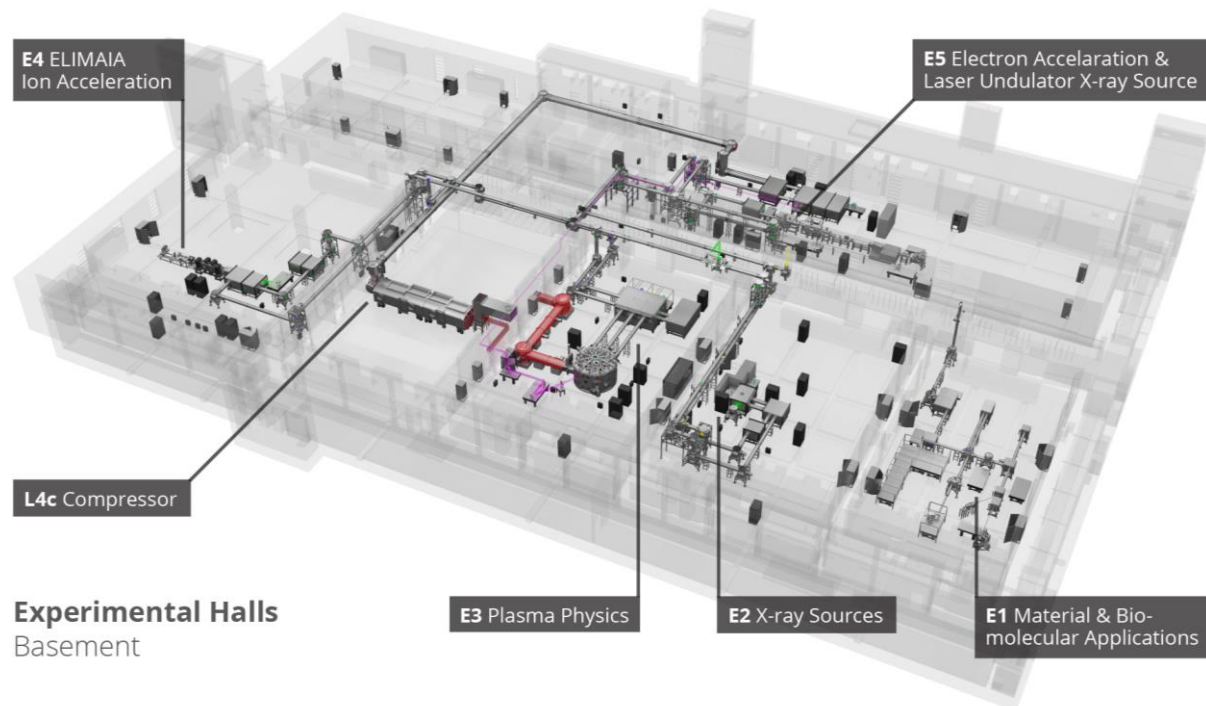 E4 ELIMAIA
Ion Acceleration
E5 Electron Accelaration &
Laser Undulator X-ray Source
L4c Compressor
Experimental Halls
Basement
E3 Plasma Physics
E2 X-ray Sources
E1 Material & Bio-
molecular Applications